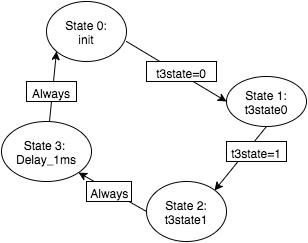 State 0:
init
t3state=0
State 1:
t3state0
t3state=1
State 2:
t3state1
Always
State 3:
Delay_1ms
Always